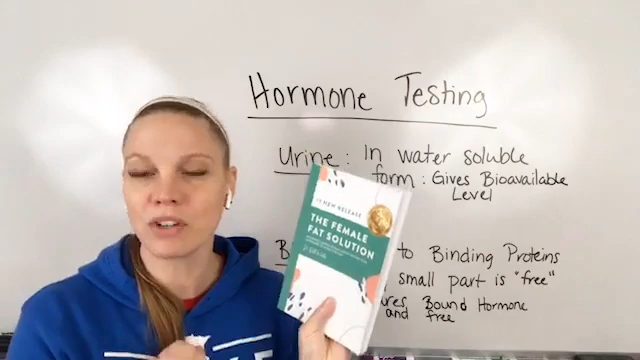 Hormone Testing
Urine: In water soluble
form: Gives Bioavailable
Level
B to Binding Proteins
small part is "free"
ures Bound Hormone
and free
NEW RELEASE
THE FEMALE
FAT SOLUTION